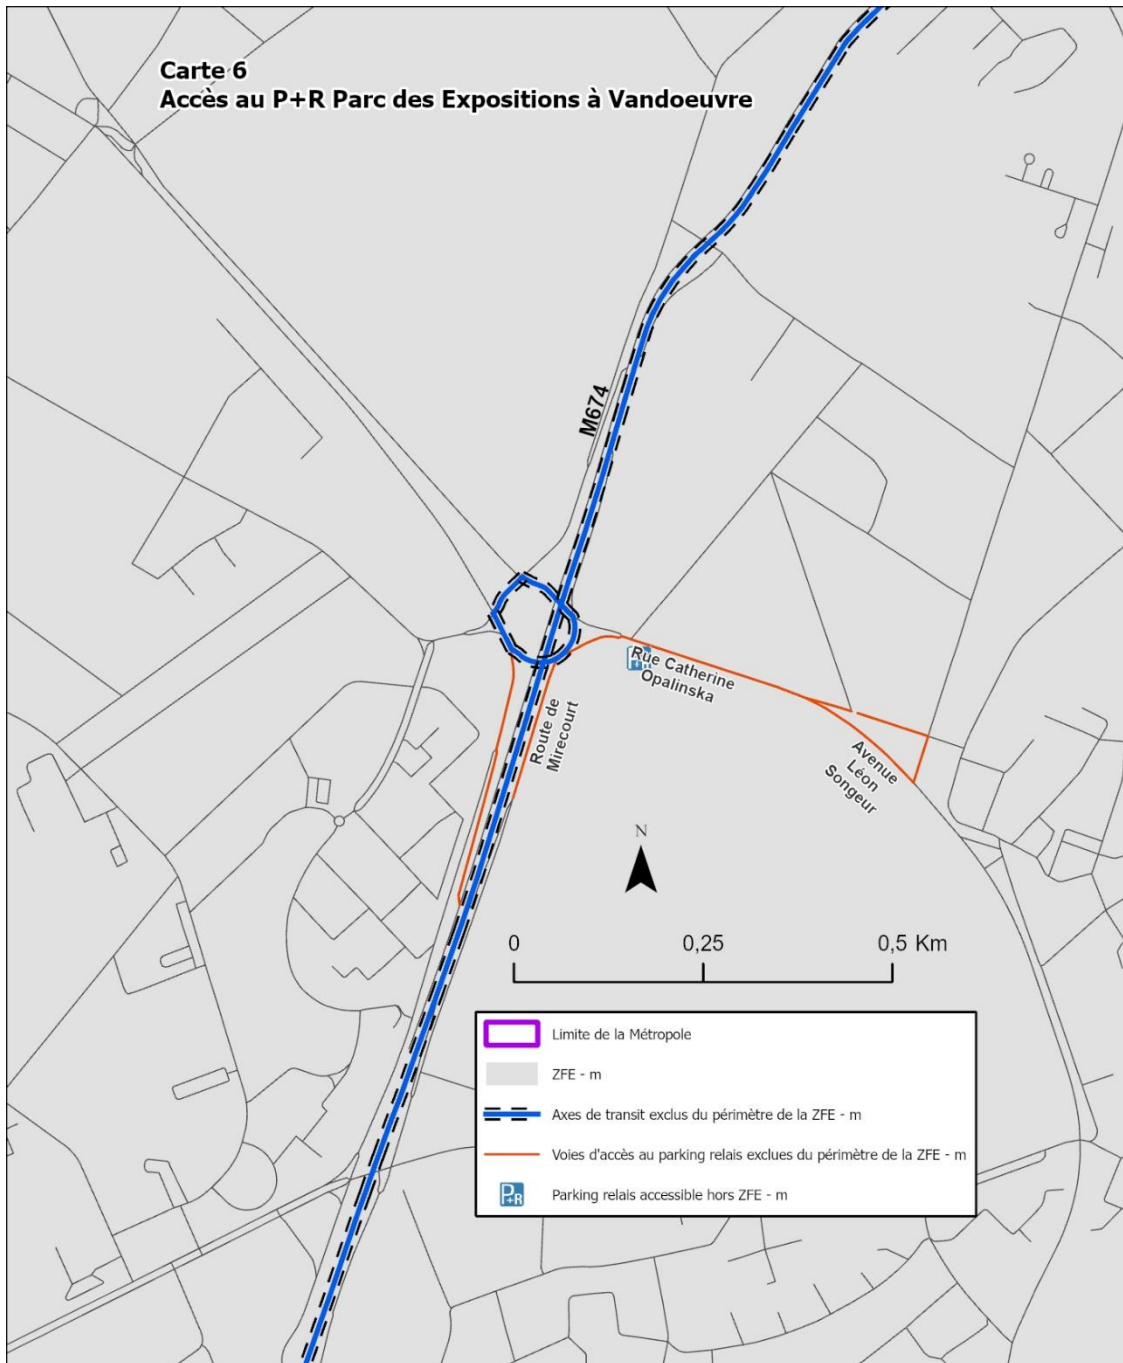 Carte 6
Accès au P+R Parc des Expositions à Vandoeuvre
M674
Rue Catherine
Opalinska
Route de
Mirecourt
Avenue
Léon
Songeur
N
0
0,25
0,5 Km
Limite de la Métropole
ZFE - m
Axes de transit exclus du périmètre de la ZFE - m
Voies d'accès au parking relais exclues du périmètre de la ZFE - m
P+R
Parking relais accessible hors ZFE - m